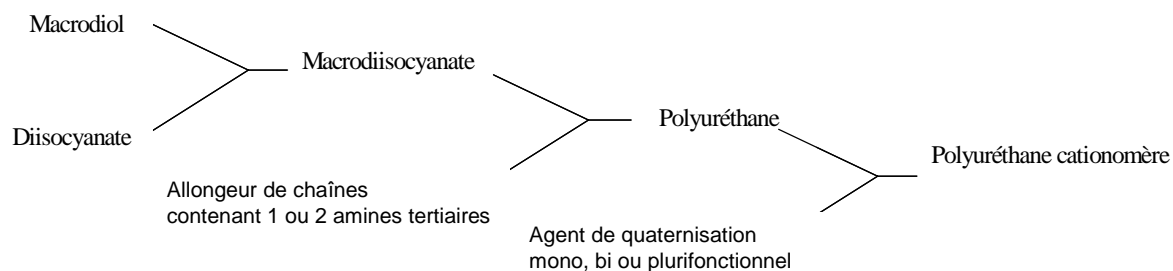 Macrodiol
Macrodiisocyanate
Diisocyanate
Polyuréthane
Polyuréthane cationomère
Allongeur de chaînes
contenant 1 ou 2 amines tertiaires
Agent de quaternisation
mono, bi ou plurifonctionnel